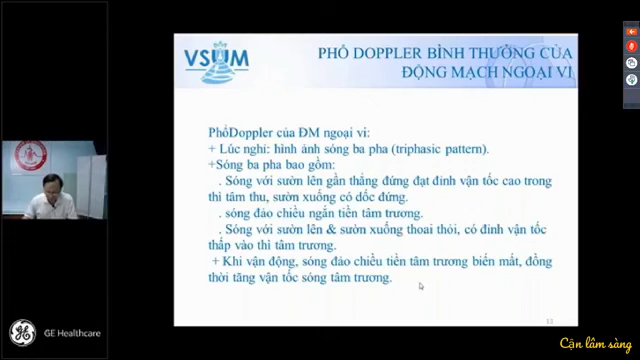 VSUM
PHỔ DOPPLER BÌNH THƯỜNG CỦA
ĐỘNG MẠCH NGOẠI VI
PhổDoppler của ĐM ngoại vi:
+ Lúc nghỉ: hình ảnh sóng ba pha (triphasic pattern).
+Sóng ba pha bao gồm:
. Sóng với sườn lên gần thẳng đứng đạt đỉnh vận tốc cao trong
thì tâm thu, sườn xuống có dốc đứng.
. sóng đảo chiều ngắn tiền tâm trương.
. Sóng với sườn lên & sườn xuống thoai thỏi, có đỉnh vận tốc
thấp vào thì tâm trương.
+ Khi vận động, sóng đảo chiều tiền tâm trương biến mất, đồng
thời tăng vận tốc sóng tâm trương.
GE Healthcare
Cận lâm sàng